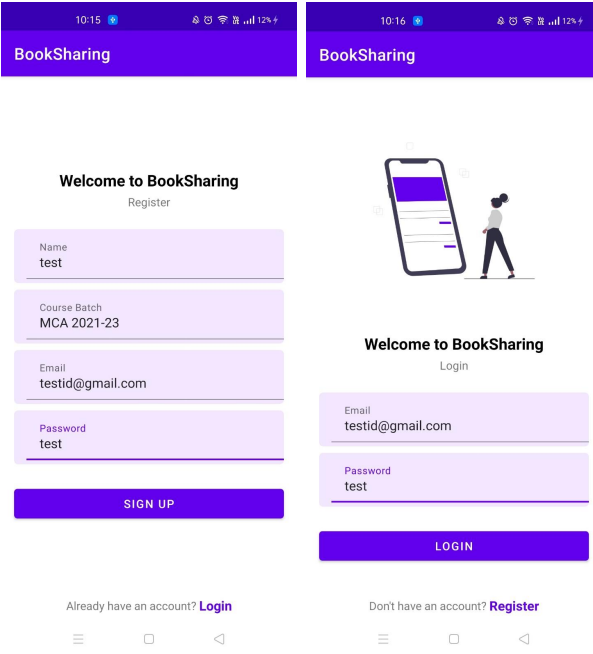 10:15
12%
BookSharing
Welcome to BookSharing
Register
Name
test
Course Batch
MCA 2021-23
Email
testid@gmail.com
Password
test
SIGN UP
Already have an account? Login
10:16
12%
BookSharing
Welcome to BookSharing
Login
Email
testid@gmail.com
Password
test
LOGIN
Don't have an account? Register